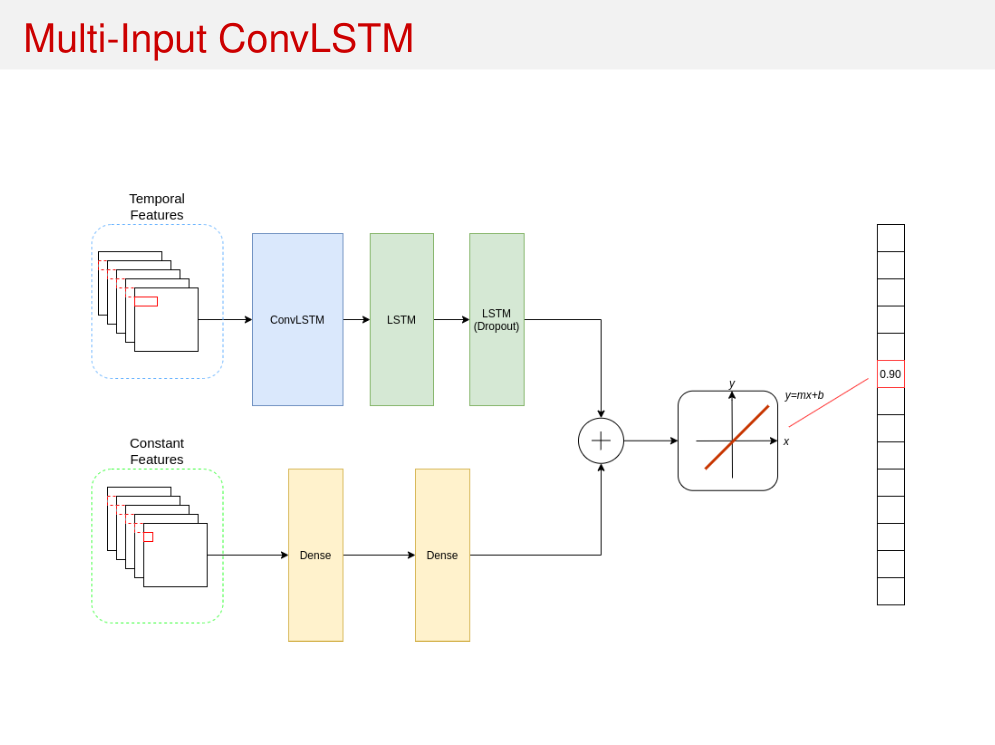 Multi-Input ConvLSTM
Temporal
Features
ConvLSTM
LSTM
LSTM
(Dropout)
y
y=mx+b
x
0.90
Constant
Features
Dense
Dense